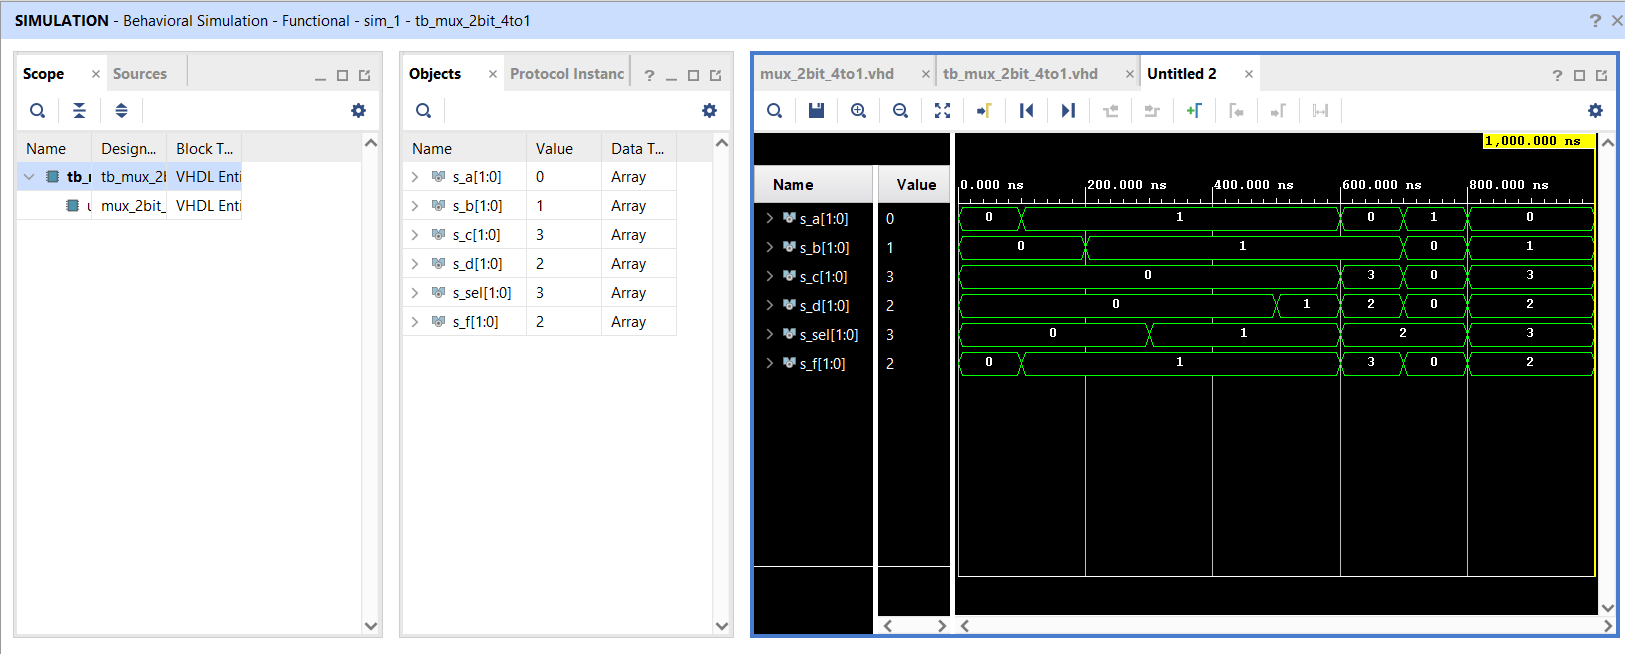 SIMULATION - Behavioral Simulation - Functional - sim_1 - tb_mux_2bit_4to1
Scope Sources
Name Design... Block T...
tb_ı tb_mux_2l VHDL Enti
mux_2bit_ VHDL Enti
Objects Protocol Instanc
Name Value Data T...
s_a[1:0] 0 Array
s_b[1:0] 1 Array
s_c[1:0] 3 Array
s_d[1:0] 2 Array
s_sel[1:0] 3 Array
s_f[1:0] 2 Array
mux_2bit_4to1.vhd tb_mux_2bit_4to1.vhd Untitled 2
1,000.000 ns
Name Value 0.000 ns 200.000 ns 400.000 ns 600.000 ns 800.000 ns
s_a[1:0] 0 0 1 0 1 0
s_b[1:0] 1 0 1 0 1
s_c[1:0] 3 0 3 0 3
s_d[1:0] 2 0 1 2 0 2
s_sel[1:0] 3 0 1 2 3
s_f[1:0] 2 0 1 3 0 2